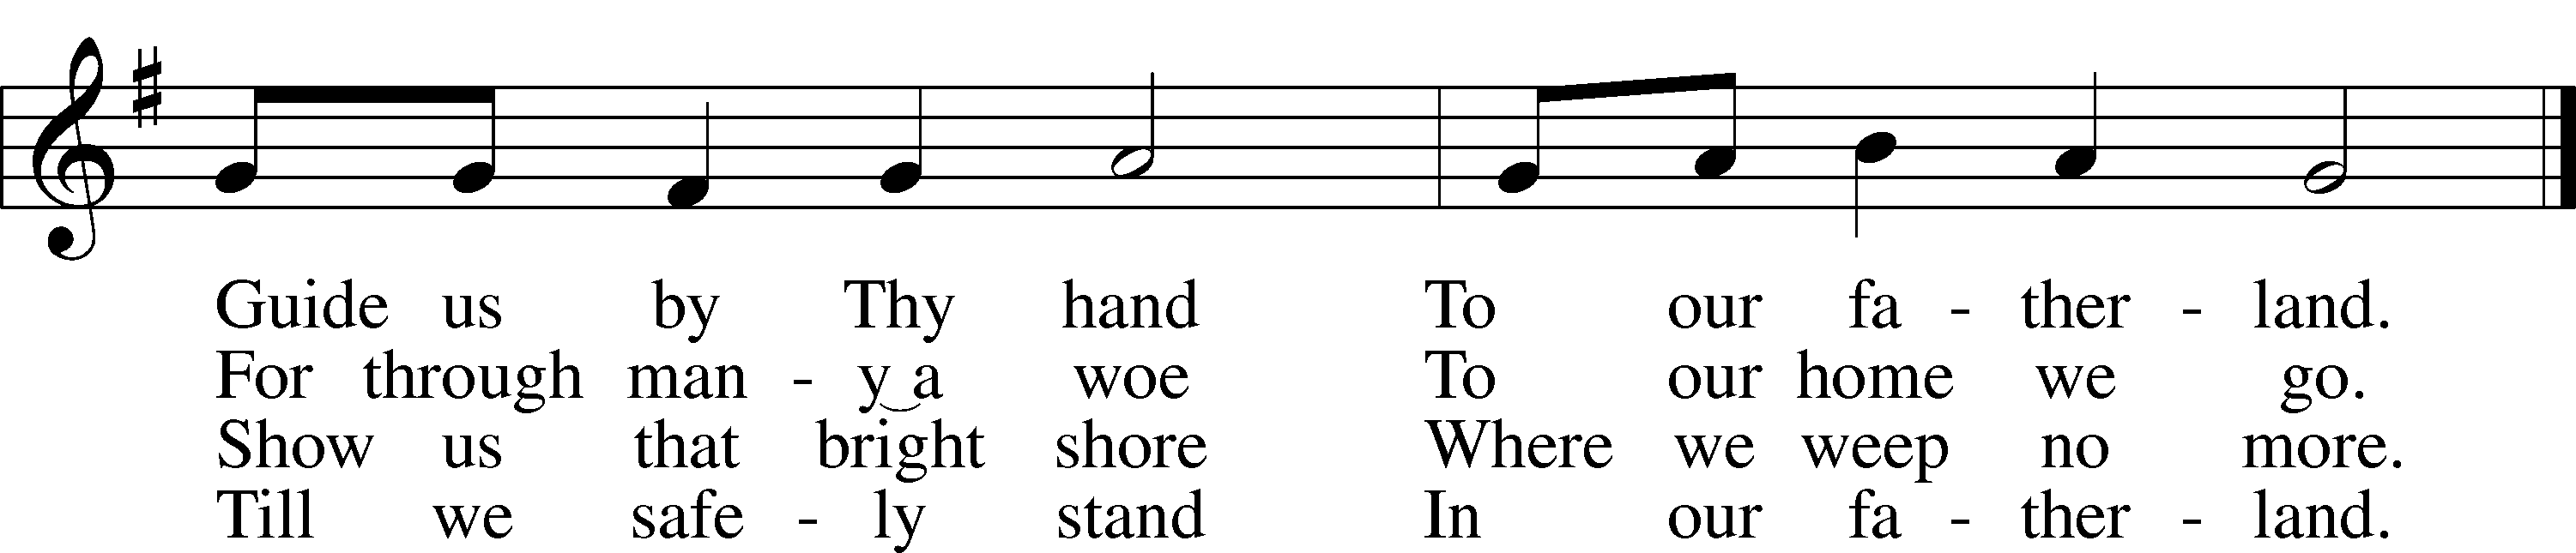 Guide us by Thy hand To our fa - ther - land.
For through man - y a woe To our home we go.
Show us that bright shore Where we weep no more.
Till we safe - ly stand In our fa - ther - land.